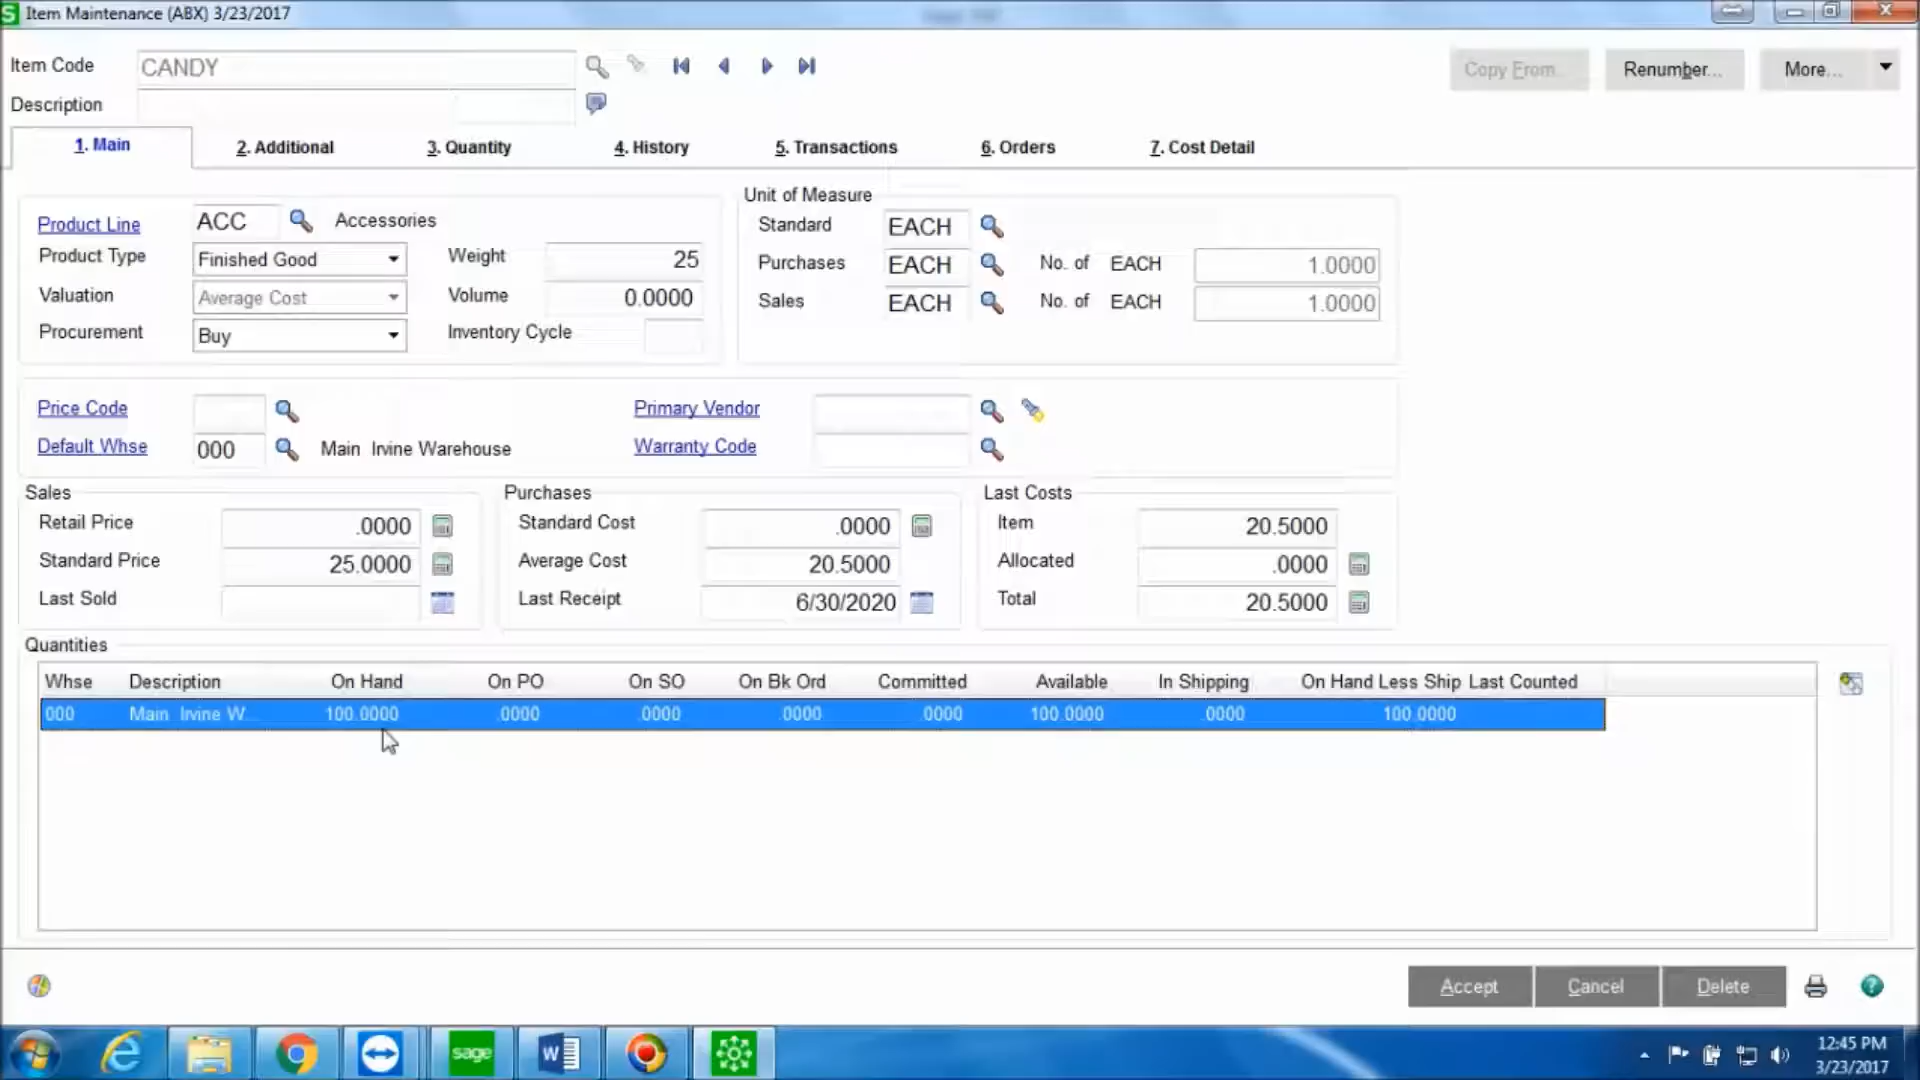 Item Maintenance (ABX) 3/23/2017
Item Code CANDY Copy From... Renumber... More...
Description
1. Main 2. Additional 3. Quantity 4. History 5. Transactions 6. Orders 7. Cost Detail
Unit of Measure
Product Line ACC Accessories Standard EACH
Product Type Finished Good Weight 25 Purchases EACH No. of EACH 1.0000
Valuation Average Cost Volume 0.0000 Sales EACH No. of EACH 1.0000
Procurement Buy Inventory Cycle
Price Code Primary Vendor
Default Whse 000 Main Irvine Warehouse Warranty Code
Sales Purchases Last Costs
Retail Price .0000 Standard Cost .0000 Item 20.5000
Standard Price 25.0000 Average Cost 20.5000 Allocated .0000
Last Sold Last Receipt 6/30/2020 Total 20.5000
Quantities
Whse Description On Hand On PO On SO On Bk Ord Committed Available In Shipping On Hand Less Ship Last Counted
000 Main Irvine W... 100.0000 .0000 .0000 .0000 .0000 100.0000 .0000 100.0000
Accept Cancel Delete
sage
12:45 PM
3/23/2017